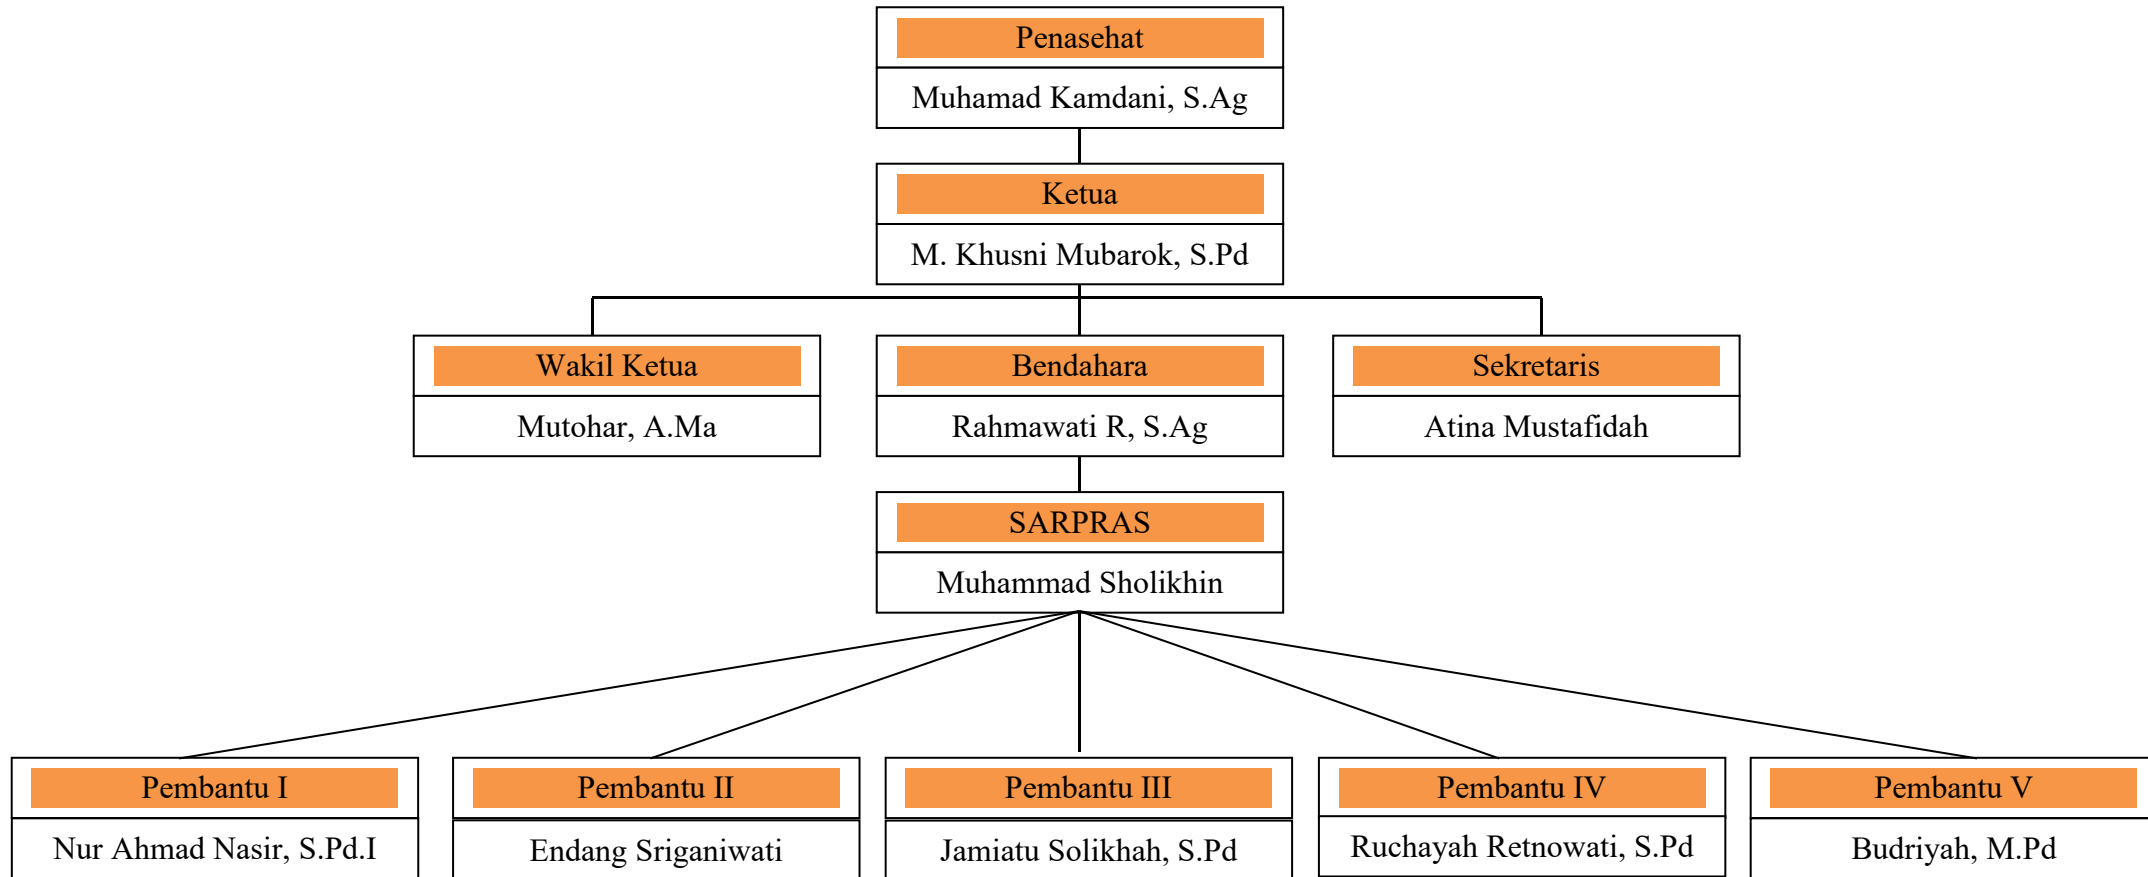 Penasehat
Muhamad Kamdani, S.Ag
Ketua
M. Khusni Mubarok, S.Pd
Wakil Ketua
Mutohar, A.Ma
Bendahara
Rahmawati R, S.Ag
Sekretaris
Atina Mustafidah
SARPRAS
Muhammad Sholikhin
Pembantu I
Nur Ahmad Nasir, S.Pd.I
Pembantu II
Endang Sriganiwati
Pembantu III
Jamiatu Solikhah, S.Pd
Pembantu IV
Ruchayah Retnowati, S.Pd
Pembantu V
Budriyah, M.Pd